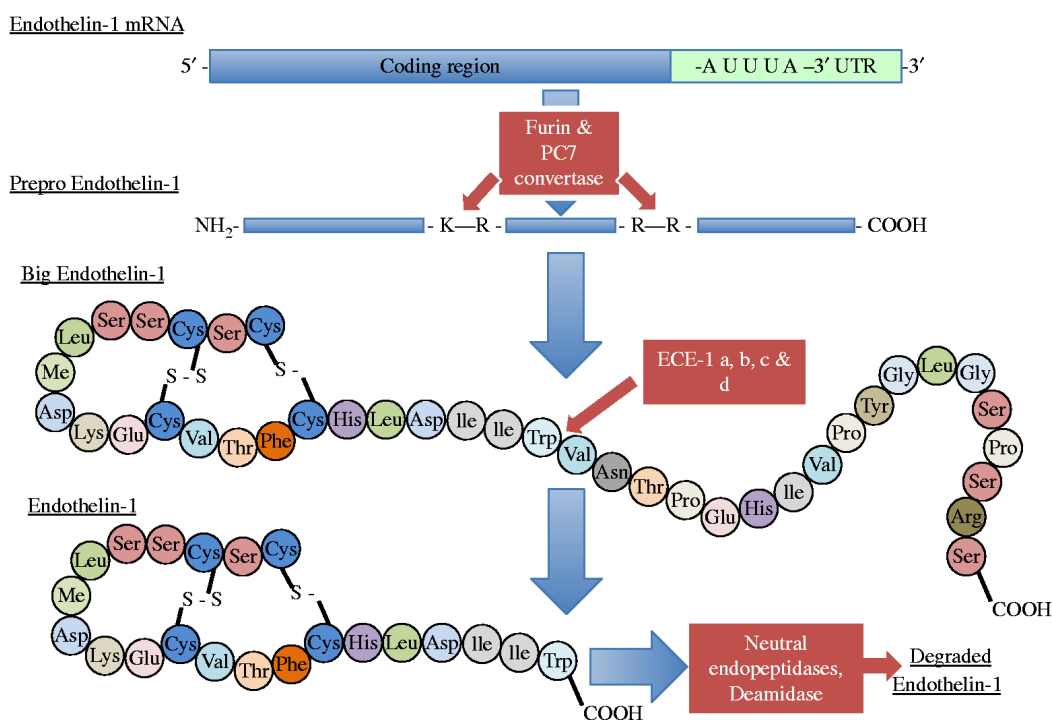 Endothelin-1 mRNA
5′ - Coding region -A U U U A –3′ UTR -3′
Furin &
PC7
convertase
Prepro Endothelin-1
NH2- - K—R - - R—R - - COOH
Big Endothelin-1
Leu Ser Ser Cys Ser Cys
Me
S - S S -
Asp
Lys Glu Cys Val Thr Phe Cys His Leu Asp Ile Ile Trp Val Asn Thr Pro Glu His Ile Val Pro Tyr Gly Leu Gly Ser Pro Ser Arg Ser
COOH
ECE-1 a, b, c &
d
Endothelin-1
Leu Ser Ser Cys Ser Cys
Me
S - S S -
Asp
Lys Glu Cys Val Thr Phe Cys His Leu Asp Ile Ile Trp
COOH
Neutral
endopeptidases,
Deamidase
Degraded
Endothelin-1